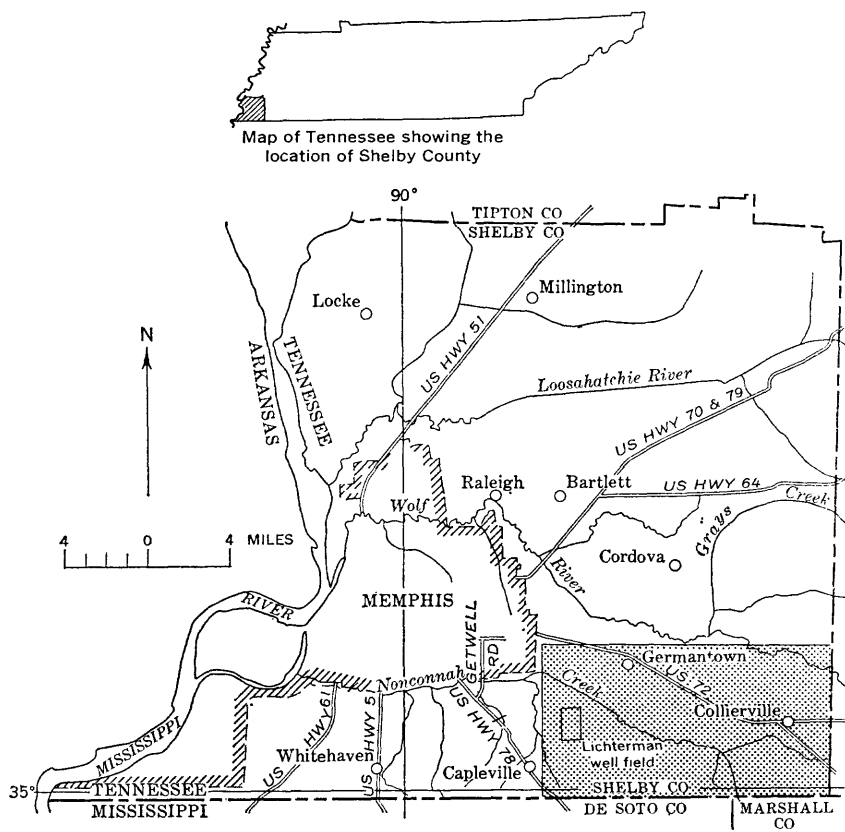 Map of Tennessee showing the
location of Shelby County
90°
TIPTON CO
SHELBY CO
Millington
Locke
N
US HWY 51
ARKANSAS
TENNESSEE
Loosahatchie River
US HWY 70 & 79
Raleigh
Bartlett
US HWY 64
Creek
Wolf
Grays
4 0 4 MILES
River
Cordova
RIVER
MEMPHIS
GETWELL
RD
Germantown
US 72
Nonconnah
Creek
Collierville
US HWY 61
US HWY 51
US HWY 78
MISSISSIPPI
Whitehaven
Capleville
Lichterman
well field
35°
TENNESSEE
MISSISSIPPI
SHELBY CO
DE SOTO CO
MARSHALL
CO